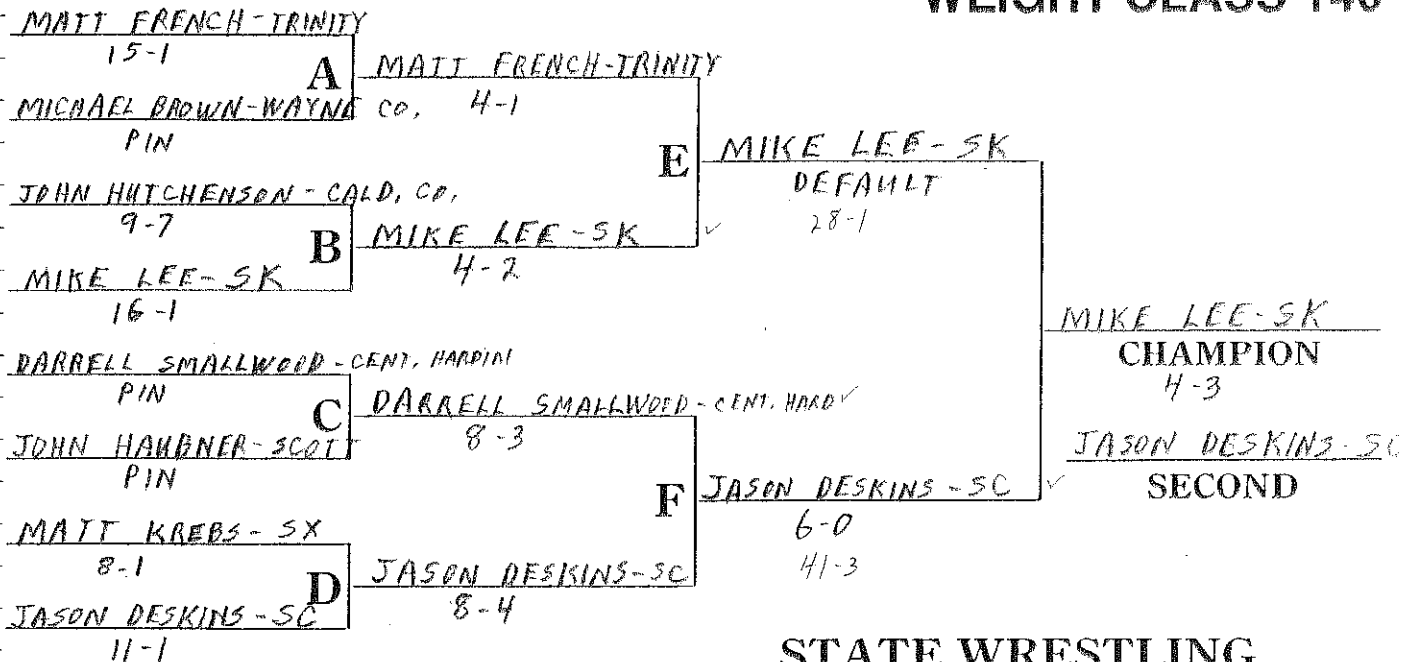 WEIGHT CLASS 140
MATT FRENCH-TRINITY
15-1
A
MICHAEL BROWN-WAYNE CO.
PIN
MATT FRENCH-TRINITY
4-1
JOHN HUTCHENSON - CALD. CO.
9-7
B
MIKE LEE-SK
16-1
MIKE LEE-SK
4-2
E
MIKE LEE-SK
DEFAULT
28-1
DARRELL SMALLWOOD-CENT. HARDIN
PIN
C
JOHN HAUBNER-SCOTT
PIN
DARRELL SMALLWOOD-CENT. HARD
8-3
MATT KREBS-SX
8-1
D
JASON DESKINS-SC
11-1
JASON DESKINS-SC
8-4
F
JASON DESKINS-SC
6-0
41-3
MIKE LEE-SK
CHAMPION
4-3
JASON DESKINS-SC
SECOND
STATE WRESTLING